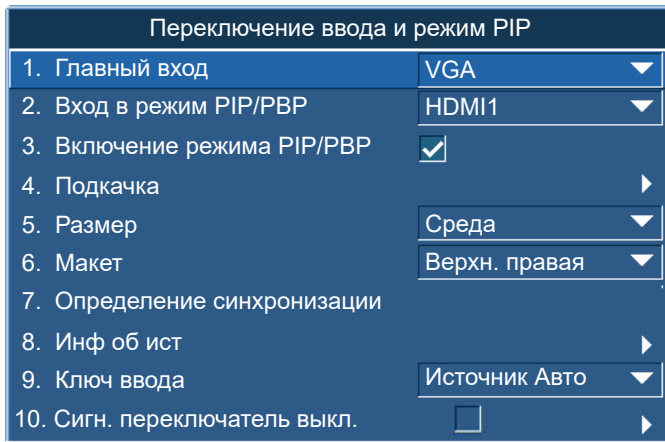 Переключение ввода и режим PIP
1. Главный вход VGA
2. Вход в режим PIP/PBP HDMI1
3. Включение режима PIP/PBP
4. Подкачка
5. Размер Среда
6. Макет Верхн. правая
7. Определение синхронизации
8. Инф об ист
9. Ключ ввода Источник Авто
10. Сигн. переключатель выкл.